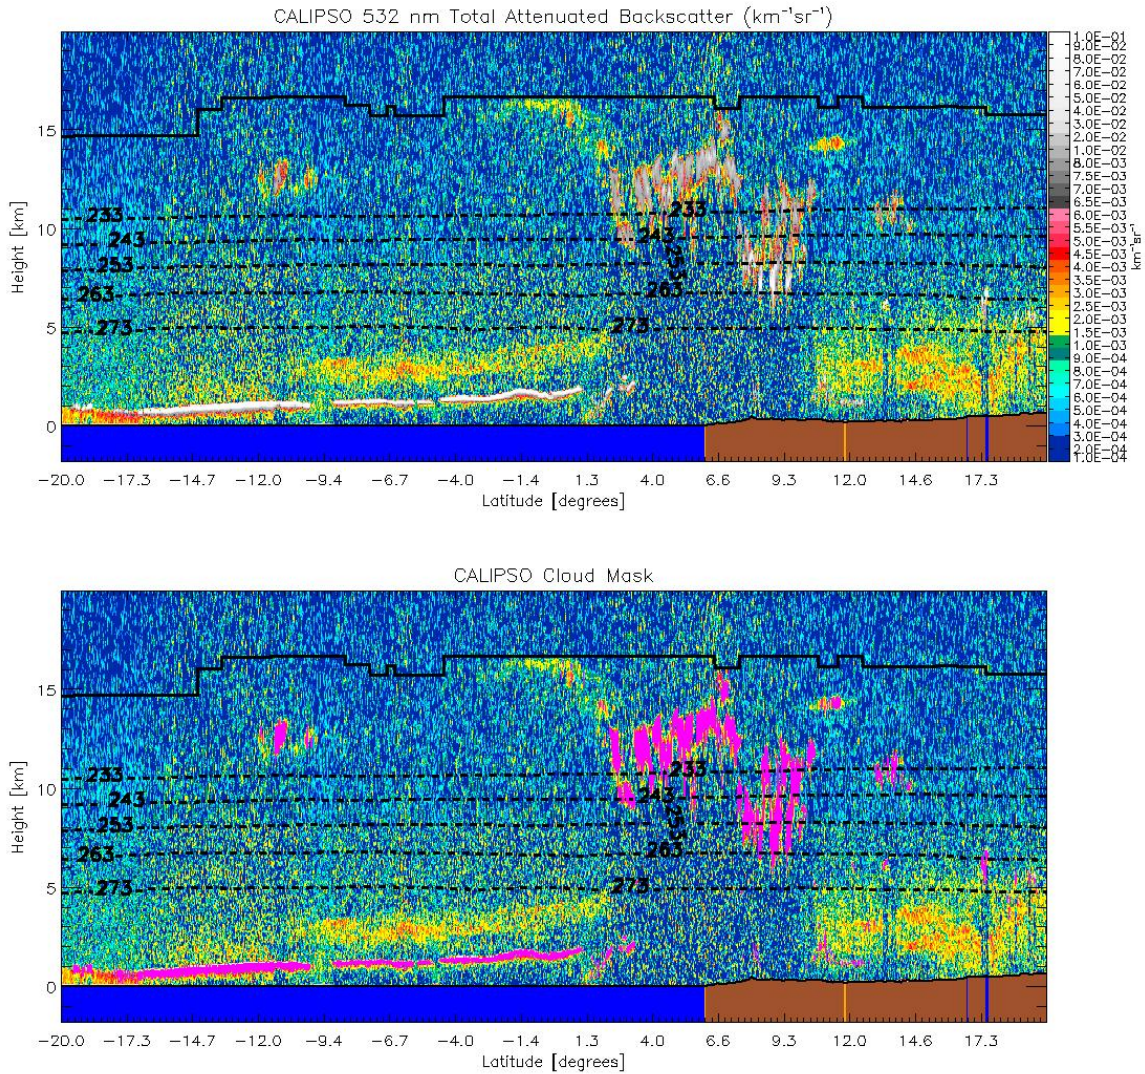 CALIPSO 532 nm Total Attenuated Backscatter (km⁻¹sr⁻¹)
1.0E-01
9.0E-02
8.0E-02
7.0E-02
6.0E-02
5.0E-02
4.0E-02
3.0E-02
2.0E-02
1.0E-02
8.0E-03
7.0E-03
6.5E-03
6.0E-03
5.5E-03
5.0E-03
4.5E-03
4.0E-03
3.5E-03
3.0E-03
2.5E-03
2.0E-03
1.5E-03
1.0E-03
9.0E-04
8.0E-04
7.0E-04
6.0E-04
5.0E-04
4.0E-04
3.0E-04
2.0E-04
1.0E-04
km⁻¹sr⁻¹
Height [km]
15
10
5
0
233 233
243 243
253 253
263 263
273 273
-20.0 -17.3 -14.7 -12.0 -9.4 -6.7 -4.0 -1.4 1.3 4.0 6.6 9.3 12.0 14.6 17.3
Latitude [degrees]
CALIPSO Cloud Mask
Height [km]
15
10
5
0
233 233
243 243
253 253
263 263
273 273
-20.0 -17.3 -14.7 -12.0 -9.4 -6.7 -4.0 -1.4 1.3 4.0 6.6 9.3 12.0 14.6 17.3
Latitude [degrees]